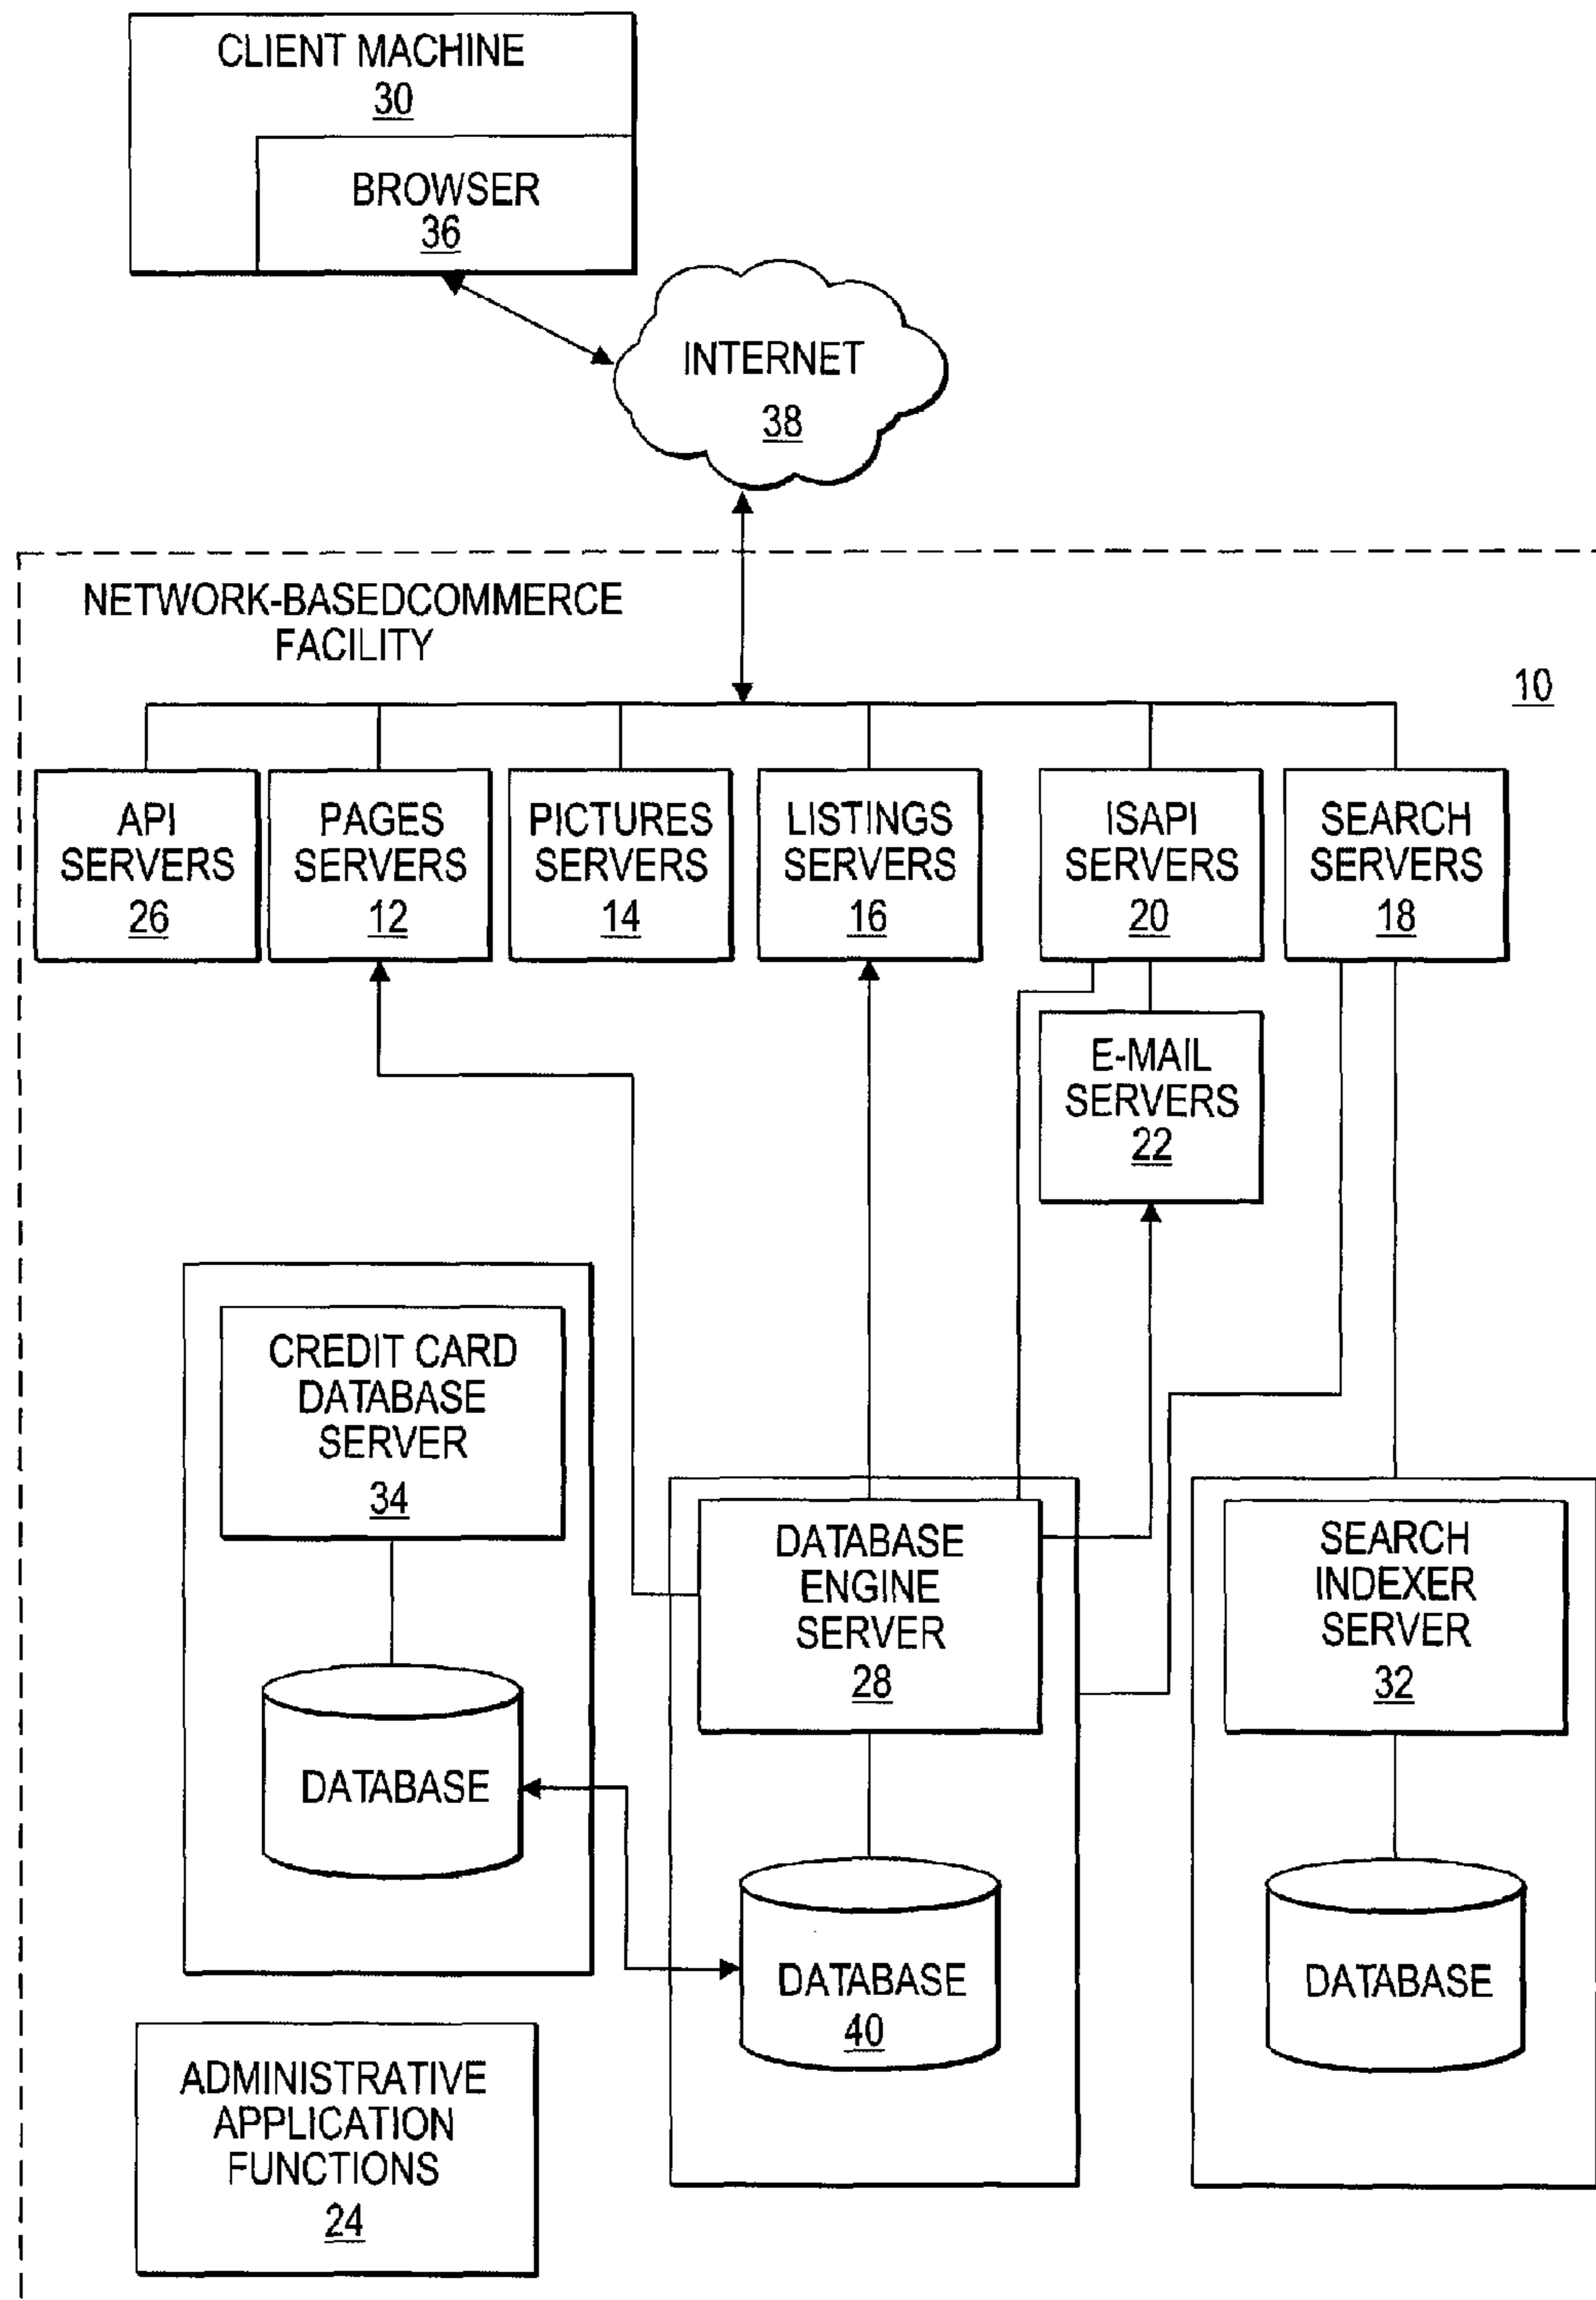 CLIENT MACHINE
30
BROWSER
36
INTERNET
38
NETWORK-BASEDCOMMERCE
FACILITY
10
API
SERVERS
26
PAGES
SERVERS
12
PICTURES
SERVERS
14
LISTINGS
SERVERS
16
ISAPI
SERVERS
20
SEARCH
SERVERS
18
E-MAIL
SERVERS
22
CREDIT CARD
DATABASE
SERVER
34
DATABASE
DATABASE
ENGINE
SERVER
28
DATABASE
40
SEARCH
INDEXER
SERVER
32
DATABASE
ADMINISTRATIVE
APPLICATION
FUNCTIONS
24